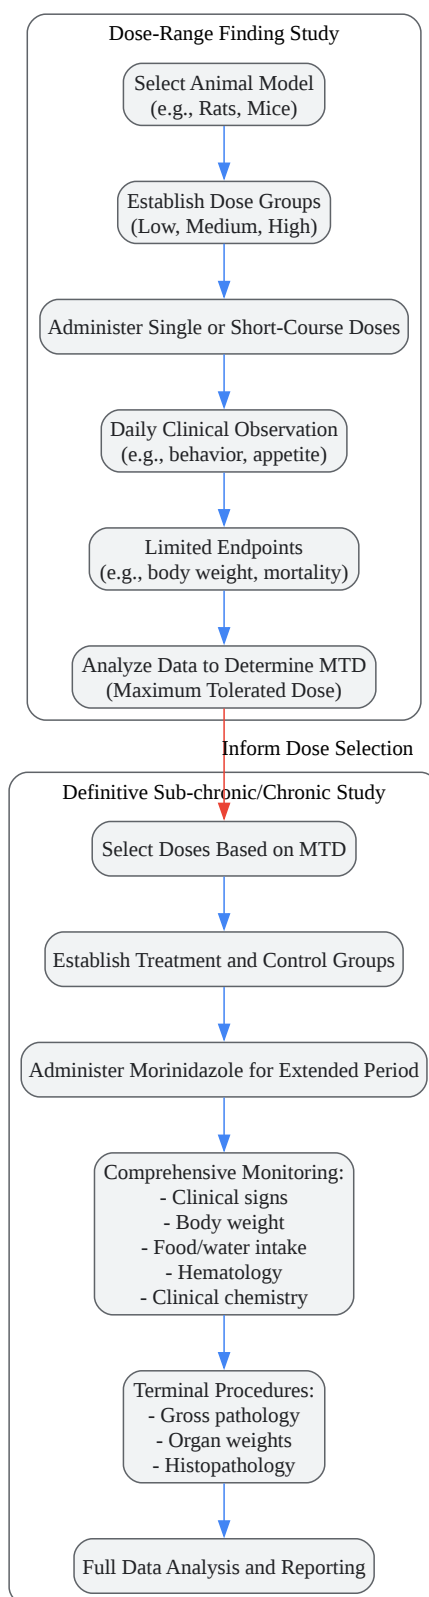 Dose-Range Finding Study
Select Animal Model
(e.g., Rats, Mice)
Establish Dose Groups
(Low, Medium, High)
Administer Single or Short-Course Doses
Daily Clinical Observation
(e.g., behavior, appetite)
Limited Endpoints
(e.g., body weight, mortality)
Analyze Data to Determine MTD
(Maximum Tolerated Dose)
Inform Dose Selection
Definitive Sub-chronic/Chronic Study
Select Doses Based on MTD
Establish Treatment and Control Groups
Administer Morinidazole for Extended Period
Comprehensive Monitoring:
- Clinical signs
- Body weight
- Food/water intake
- Hematology
- Clinical chemistry
Terminal Procedures:
- Gross pathology
- Organ weights
- Histopathology
Full Data Analysis and Reporting